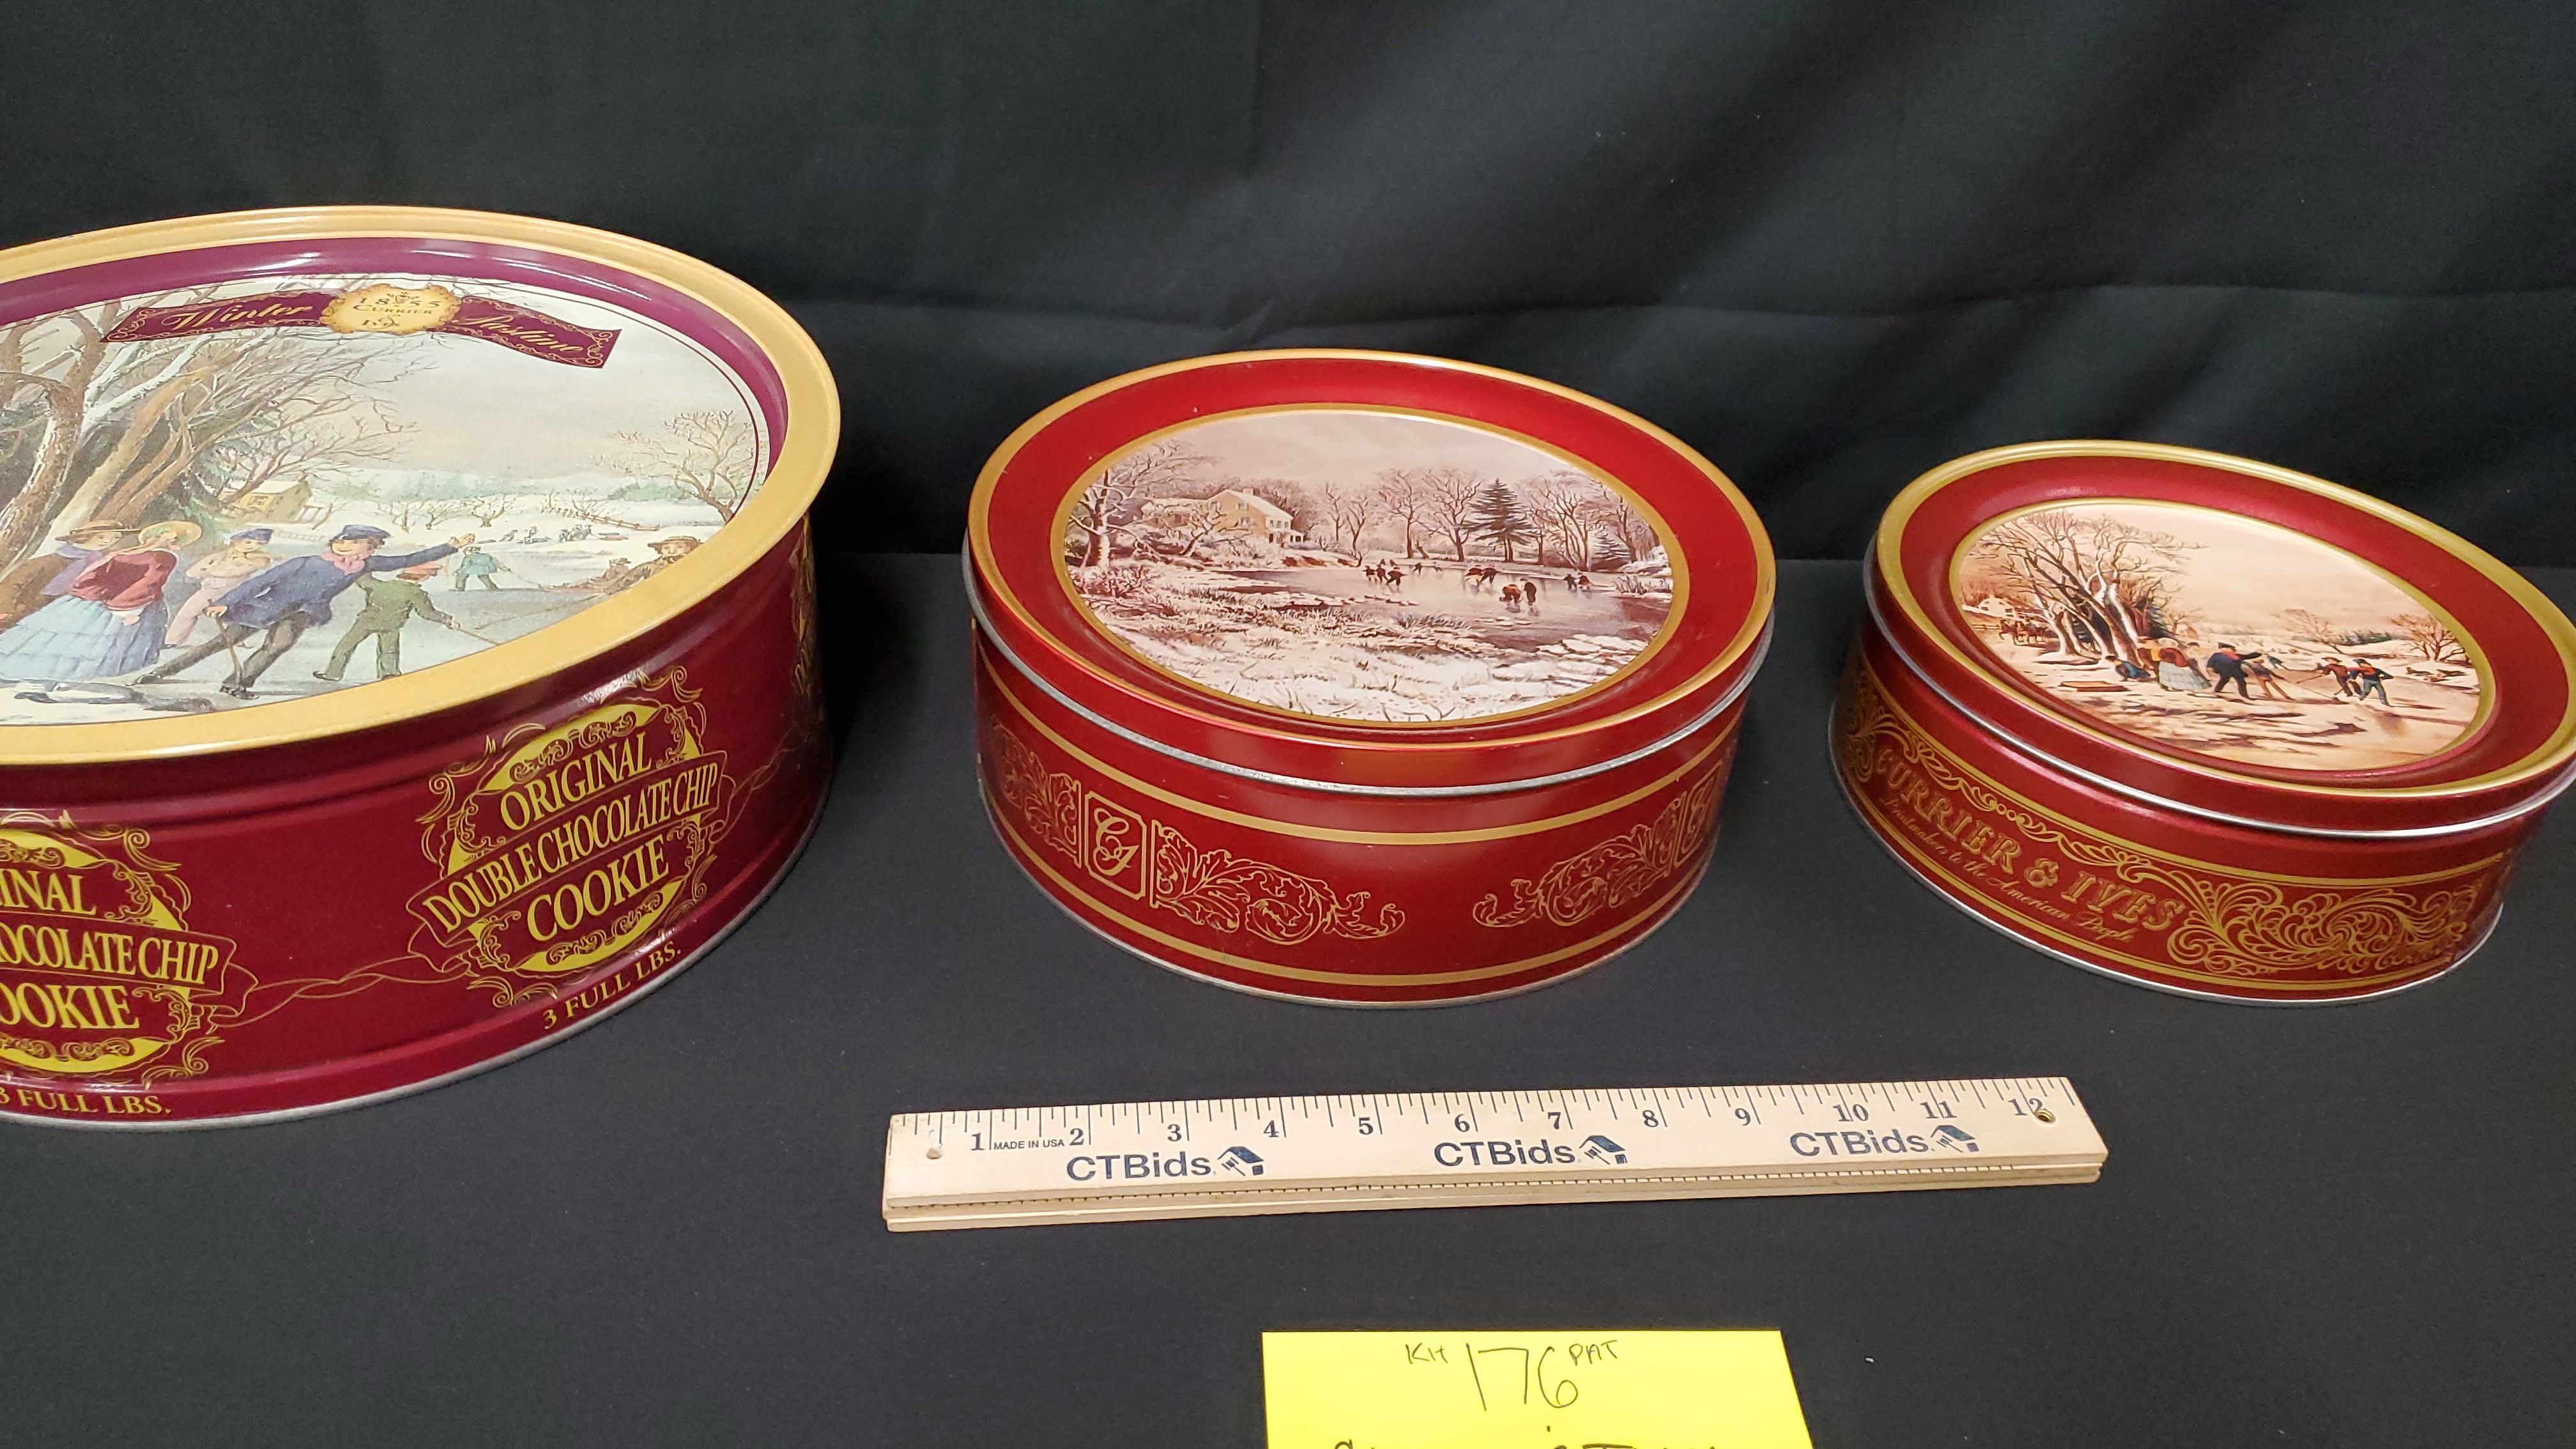 Winter
1855
CURRIER
Pastime
ORIGINAL
DOUBLE CHOCOLATE CHIP
COOKIE
3 FULL LBS.
INAL
OCOLATE CHIP
OOKIE
3 FULL LBS.
CI
CURRIER & IVES
Printmakers to the American People
1 2 3 4 5 6 7 8 9 10 11 12
MADE IN USA
CTBids CTBids CTBids
KH 176 PAT